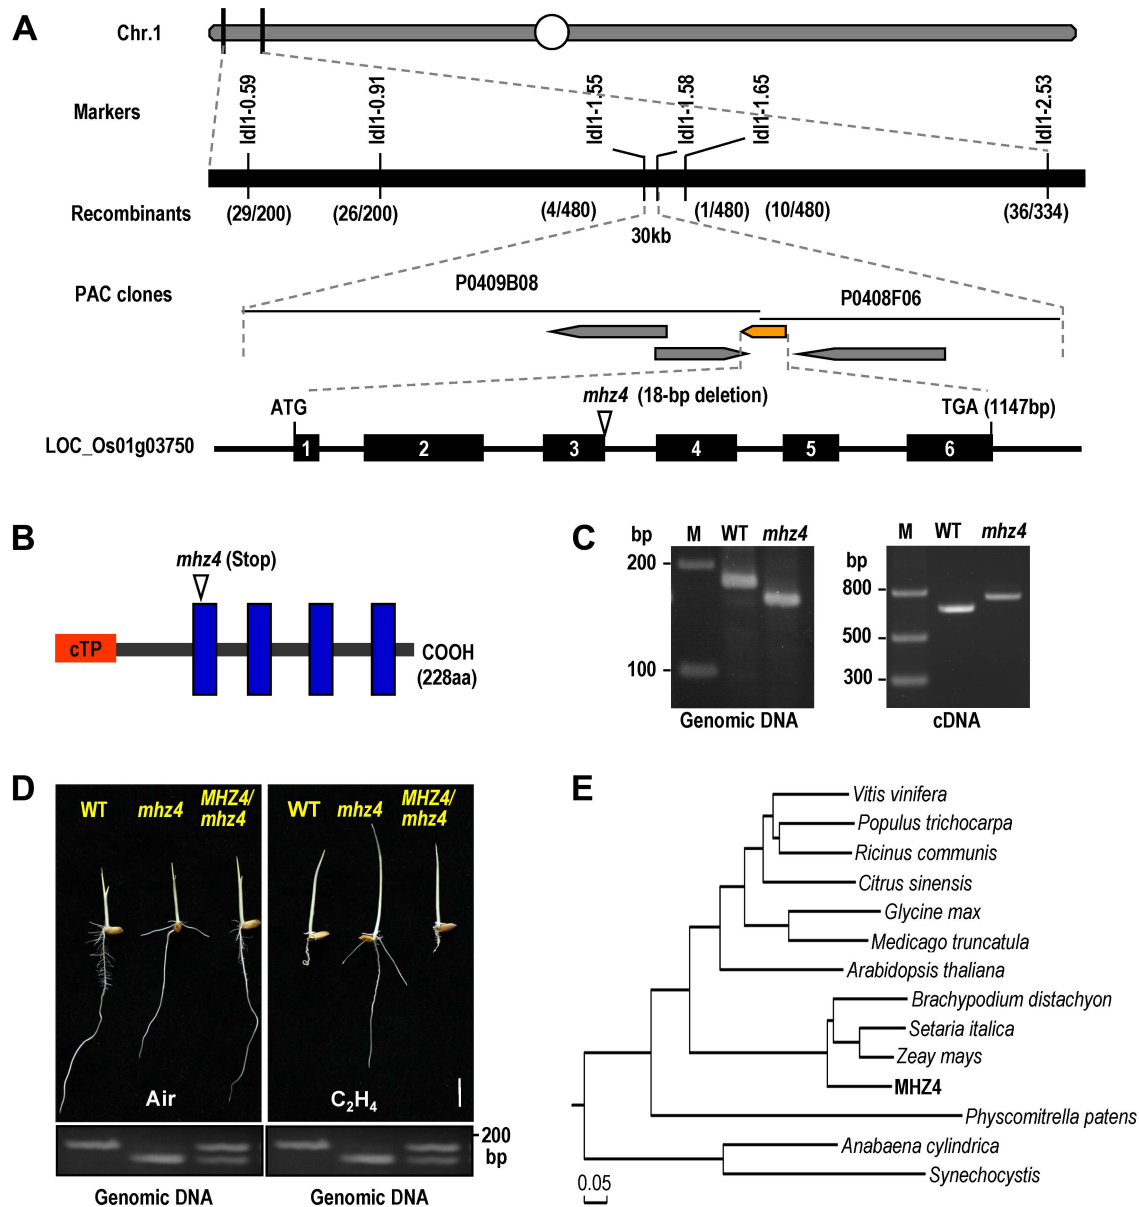 A
Chr.1
Markers
Idl1-0.59
Idl1-0.91
Idl1-1.55
Idl1-1.58
Idl1-1.65
Idl1-2.53
Recombinants
(29/200)
(26/200)
(4/480)
(1/480)
(10/480)
(36/334)
30kb
PAC clones
P0409B08
P0408F06
mhz4 (18-bp deletion)
ATG
TGA (1147bp)
LOC_Os01g03750
1 2 3 4 5 6
B
mhz4 (Stop)
cTP
COOH
(228aa)
C
bp M WT mhz4
200
100
Genomic DNA
M WT mhz4
bp
800
500
300
cDNA
D
WT mhz4 MHZ4/
mhz4
Air
WT mhz4 MHZ4/
mhz4
C₂H₄
200
bp
Genomic DNA
Genomic DNA
E
Vitis vinifera
Populus trichocarpa
Ricinus communis
Citrus sinensis
Glycine max
Medicago truncatula
Arabidopsis thaliana
Brachypodium distachyon
Setaria italica
Zeay mays
MHZ4
Physcomitrella patens
Anabaena cylindrica
Synechocystis
0.05